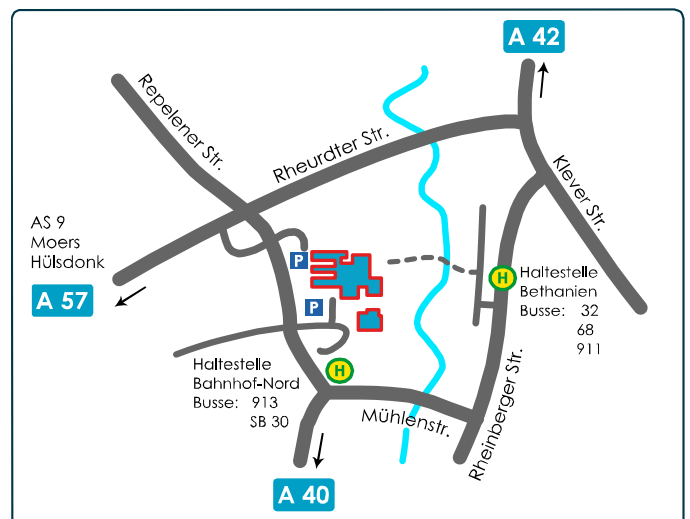 A 42
Repelener Str.
Rheurdter Str.
Klever Str.
AS 9
Moers
Hülsdonk
A 57
P
P
H
Haltestelle
Bethanien
Busse: 32
68
911
Haltestelle
Bahnhof-Nord
Busse: 913
SB 30
H
Mühlenstr.
Rheinberger Str.
A 40